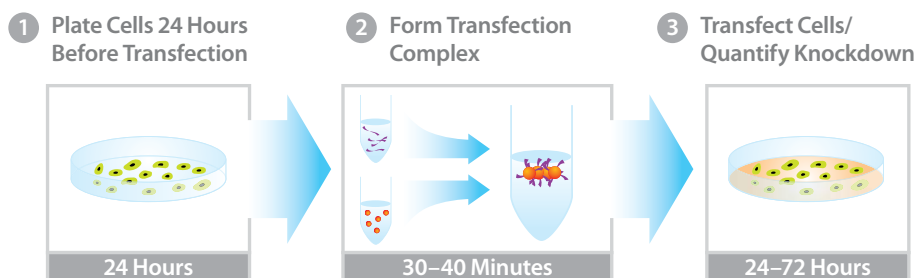 1 Plate Cells 24 Hours
Before Transfection
2 Form Transfection
Complex
3 Transfect Cells/
Quantify Knockdown
24 Hours
30–40 Minutes
24–72 Hours